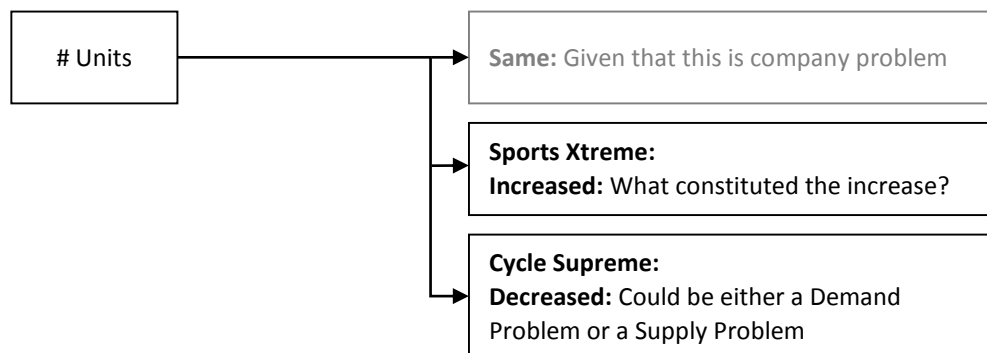 # Units
Same: Given that this is company problem
Sports Xtreme:
Increased: What constituted the increase?
Cycle Supreme:
Decreased: Could be either a Demand
Problem or a Supply Problem